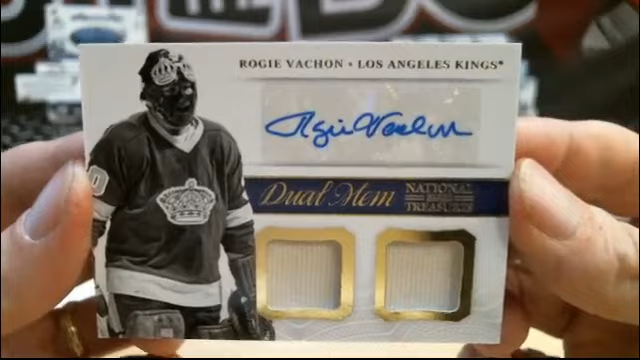 ROGIE VACHON • LOS ANGELES KINGS®
Rogie Vachon
Dual Mem
NATIONAL
TREASURES